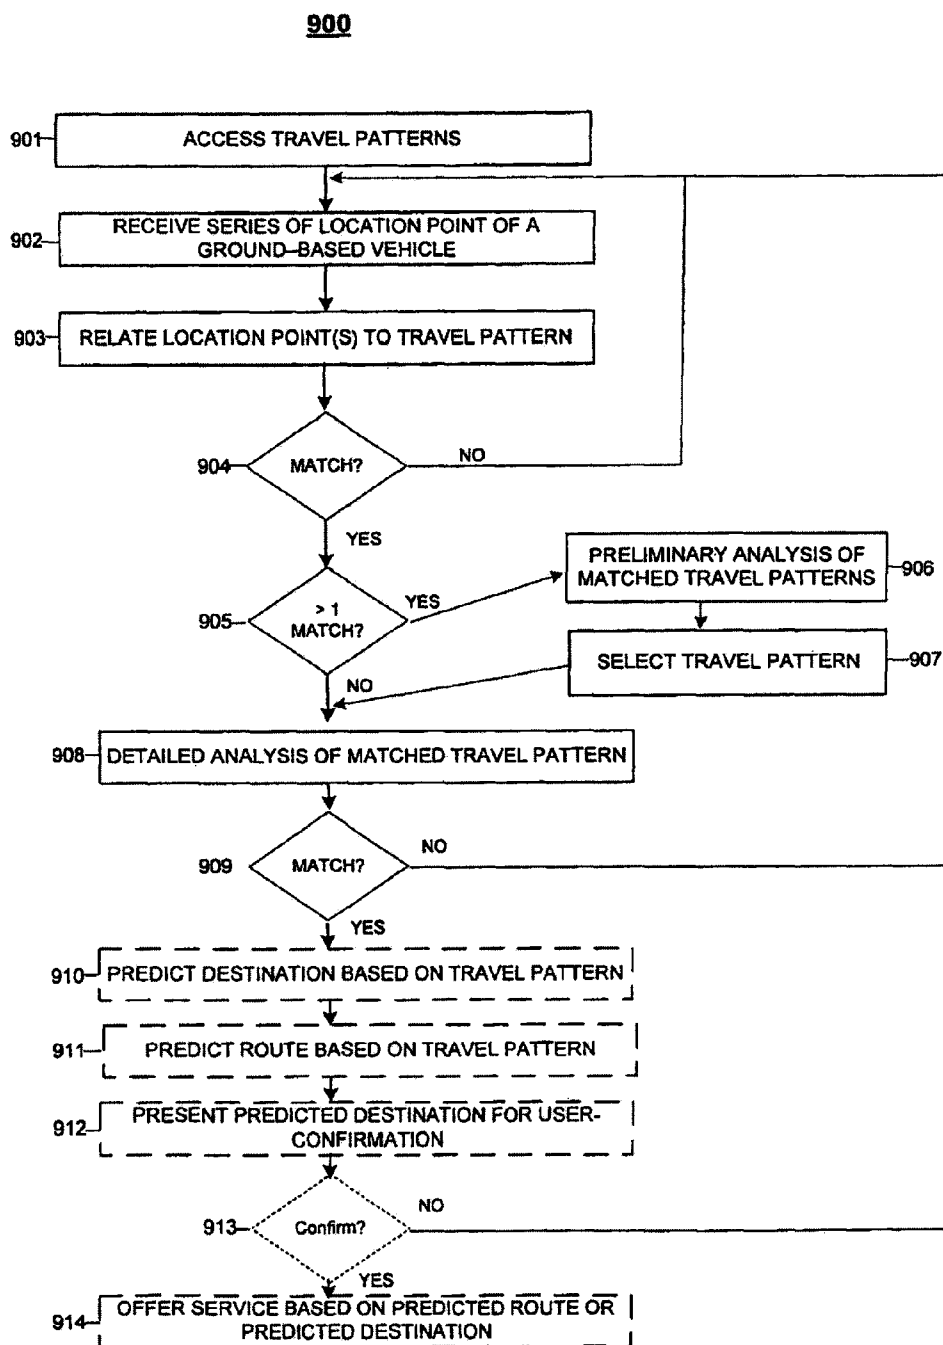 900
901
ACCESS TRAVEL PATTERNS
902
RECEIVE SERIES OF LOCATION POINT OF A
GROUND-BASED VEHICLE
903
RELATE LOCATION POINT(S) TO TRAVEL PATTERN
904
MATCH?
NO
YES
905
> 1
MATCH?
YES
PRELIMINARY ANALYSIS OF
MATCHED TRAVEL PATTERNS
906
SELECT TRAVEL PATTERN
907
NO
908
DETAILED ANALYSIS OF MATCHED TRAVEL PATTERN
909
MATCH?
NO
YES
910
PREDICT DESTINATION BASED ON TRAVEL PATTERN
911
PREDICT ROUTE BASED ON TRAVEL PATTERN
912
PRESENT PREDICTED DESTINATION FOR USER-
CONFIRMATION
913
Confirm?
NO
YES
914
OFFER SERVICE BASED ON PREDICTED ROUTE OR
PREDICTED DESTINATION